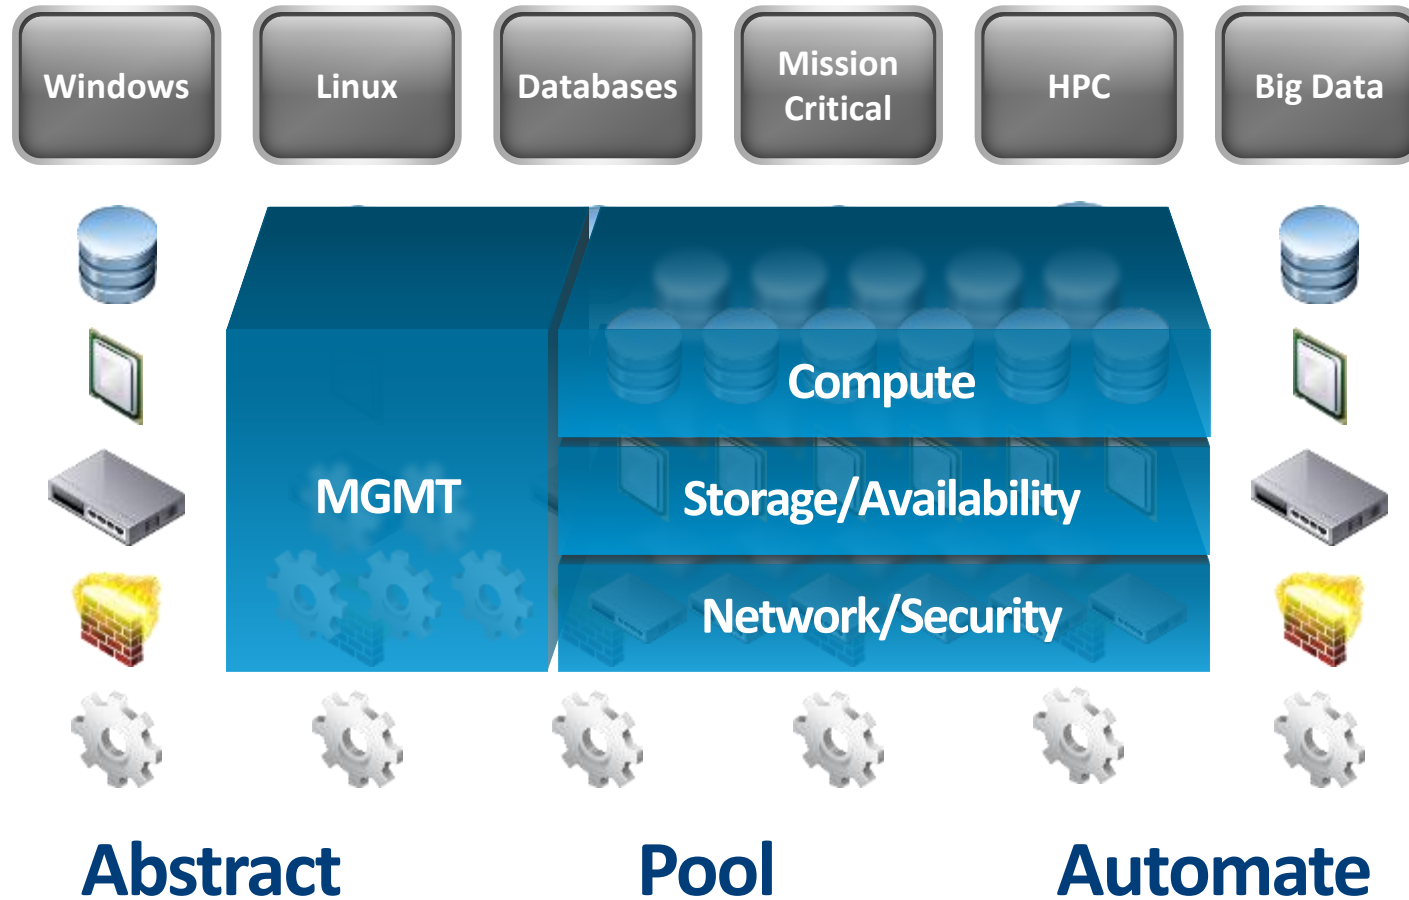 Windows
Linux
Databases
Mission
Critical
HPC
Big Data
Compute
MGMT
Storage/Availability
Network/Security
Abstract
Pool
Automate